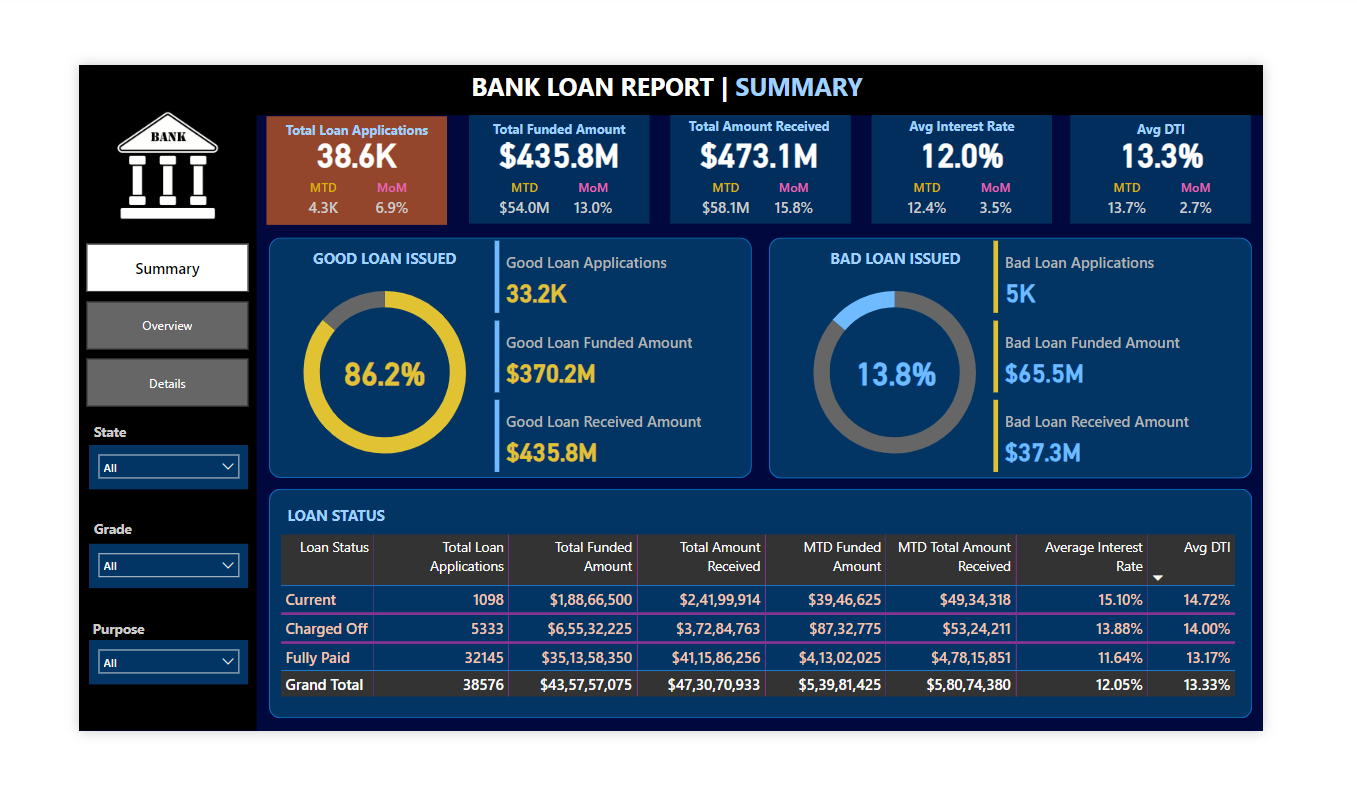 BANK LOAN REPORT | SUMMARY
BANK
Total Loan Applications
38.6K
MTD MoM
4.3K 6.9%
Total Funded Amount
$435.8M
MTD MoM
$54.0M 13.0%
Total Amount Received
$473.1M
MTD MoM
$58.1M 15.8%
Avg Interest Rate
12.0%
MTD MoM
12.4% 3.5%
Avg DTI
13.3%
MTD MoM
13.7% 2.7%
Summary
Overview
Details
State
All
Grade
All
Purpose
All
GOOD LOAN ISSUED
86.2%
Good Loan Applications
33.2K
Good Loan Funded Amount
$370.2M
Good Loan Received Amount
$435.8M
BAD LOAN ISSUED
13.8%
Bad Loan Applications
5K
Bad Loan Funded Amount
$65.5M
Bad Loan Received Amount
$37.3M
LOAN STATUS
Loan Status Total Loan Total Funded Total Amount MTD Funded MTD Total Amount Average Interest Avg DTI
Applications Amount Received Amount Received Rate
Current 1098 $1,88,66,500 $2,41,99,914 $39,46,625 $49,34,318 15.10% 14.72%
Charged Off 5333 $6,55,32,225 $3,72,84,763 $87,32,775 $53,24,211 13.88% 14.00%
Fully Paid 32145 $35,13,58,350 $41,15,86,256 $4,13,02,025 $4,78,15,851 11.64% 13.17%
Grand Total 38576 $43,57,57,075 $47,30,70,933 $5,39,81,425 $5,80,74,380 12.05% 13.33%